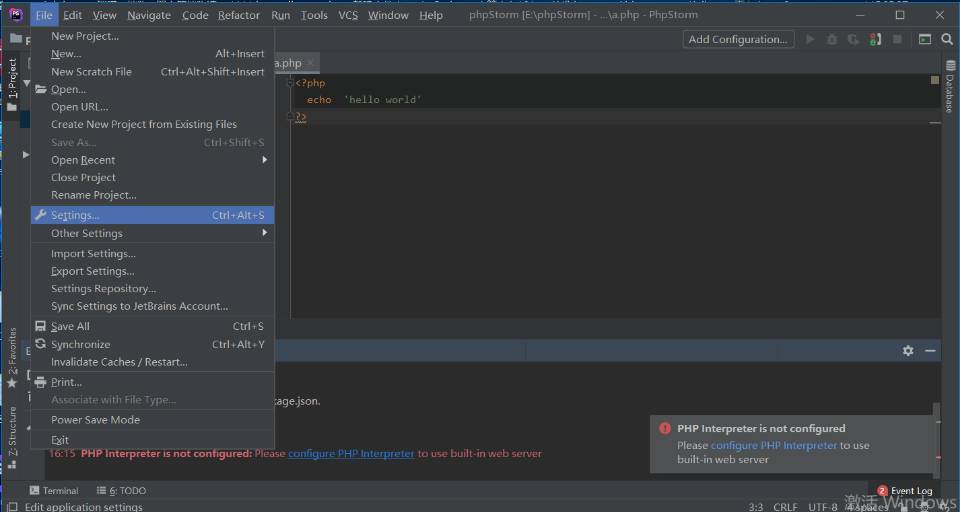 File Edit View Navigate Code Refactor Run Tools VCS Window Help phpStorm [E:\phpStorm] - ...\a.php - PhpStorm
Add Configuration...
New Project...
New... Alt+Insert
New Scratch File Ctrl+Alt+Shift+Insert
Open...
Open URL...
Create New Project from Existing Files
Save As... Ctrl+Shift+S
Open Recent
Close Project
Rename Project...
Settings... Ctrl+Alt+S
Other Settings
Import Settings...
Export Settings...
Settings Repository...
Sync Settings to JetBrains Account...
Save All Ctrl+S
Synchronize Ctrl+Alt+Y
Invalidate Caches / Restart...
Print...
Associate with File Type...
Power Save Mode
Exit
1: Project
2: Favorites
Z: Structure
a.php
<?php
echo 'hello world'
?>
Database
tage.json.
16:15 PHP Interpreter is not configured: Please configure PHP Interpreter to use built-in web server
PHP Interpreter is not configured
Please configure PHP Interpreter to use
built-in web server
Terminal 6: TODO
2 Event Log
Edit application settings
3:3 CRLF UTF-8 4 spaces
激活 Windows